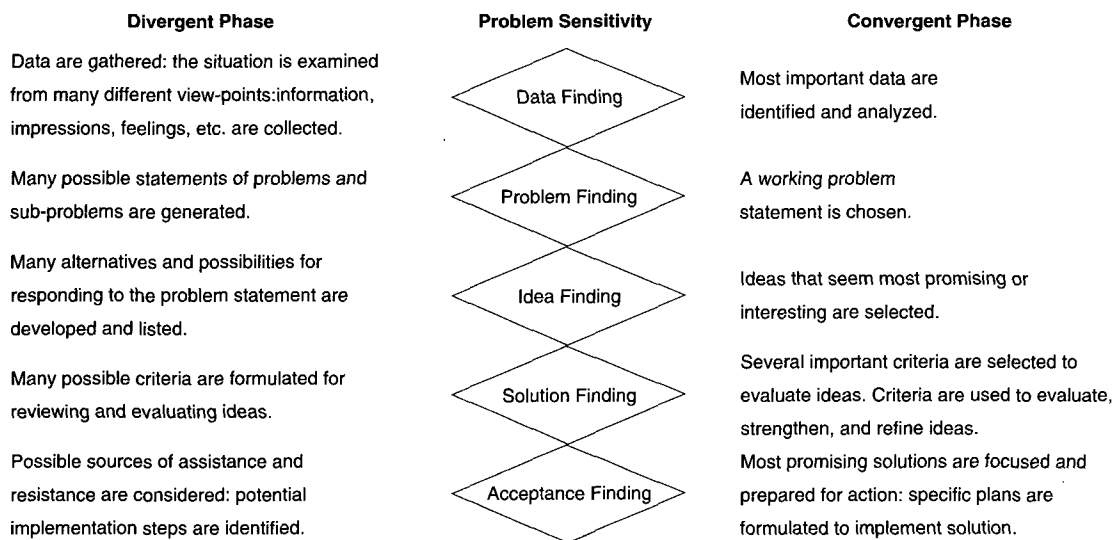 Divergent Phase
Problem Sensitivity
Convergent Phase
Data are gathered: the situation is examined
from many different view-points:information,
impressions, feelings, etc. are collected.
Data Finding
Most important data are
identified and analyzed.
Many possible statements of problems and
sub-problems are generated.
Problem Finding
A working problem
statement is chosen.
Many alternatives and possibilities for
responding to the problem statement are
developed and listed.
Idea Finding
Ideas that seem most promising or
interesting are selected.
Many possible criteria are formulated for
reviewing and evaluating ideas.
Solution Finding
Several important criteria are selected to
evaluate ideas. Criteria are used to evaluate,
strengthen, and refine ideas.
Possible sources of assistance and
resistance are considered: potential
implementation steps are identified.
Acceptance Finding
Most promising solutions are focused and
prepared for action: specific plans are
formulated to implement solution.